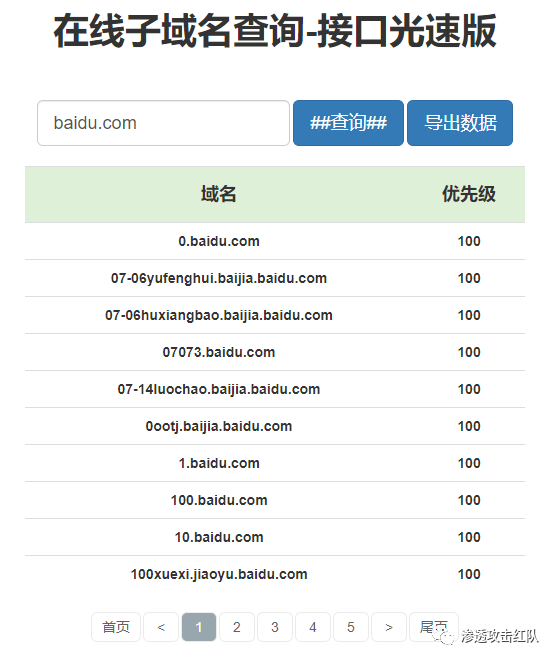 在线子域名查询-接口光速版
baidu.com ##查询## 导出数据
域名 优先级
0.baidu.com 100
07-06yufenghui.baijia.baidu.com 100
07-06huxiangbao.baijia.baidu.com 100
07073.baidu.com 100
07-14luochao.baijia.baidu.com 100
0ootj.baijia.baidu.com 100
1.baidu.com 100
100.baidu.com 100
10.baidu.com 100
100xuexi.jiaoyu.baidu.com 100
首页 < 1 2 3 4 5 > 尾页
渗透攻击红队